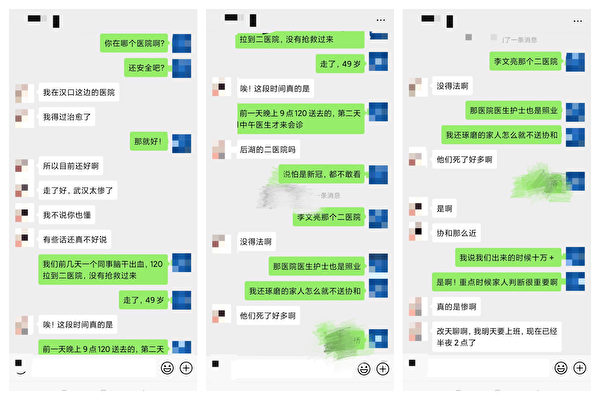 你在哪个医院啊?
还安全吧?
我在汉口这边的医院
我得过治愈了
那就好!
所以目前还好啊
走了好,武汉太惨了
我不说你也懂
有些话还真不好说
我们前几天一个同事脑干出血,120
拉到二医院,没有抢救过来
走了,49岁
唉!这段时间真的是
前一天晚上9点120送去的,第二天
拉到二医院,没有抢救过来
走了,49岁
唉!这段时间真的是
前一天晚上9点120送去的,第二天
中午医生才来会诊
后湖的二医院吗
说怕是新冠,都不敢看
一条消息
李文亮那个二医院
没得法啊
那医院医生护士也是照业
我还琢磨的家人怎么就不送协和
他们死了好多啊
了一条消息
李文亮那个二医院
没得法啊
那医院医生护士也是照业
我还琢磨的家人怎么就不送协和
他们死了好多啊
是啊
协和那么近
我说我们出来的时候十万+
是啊!重点时候家人判断很重要啊
真的是惨啊
改天聊啊,我明天要上班,现在已经
半夜2点了